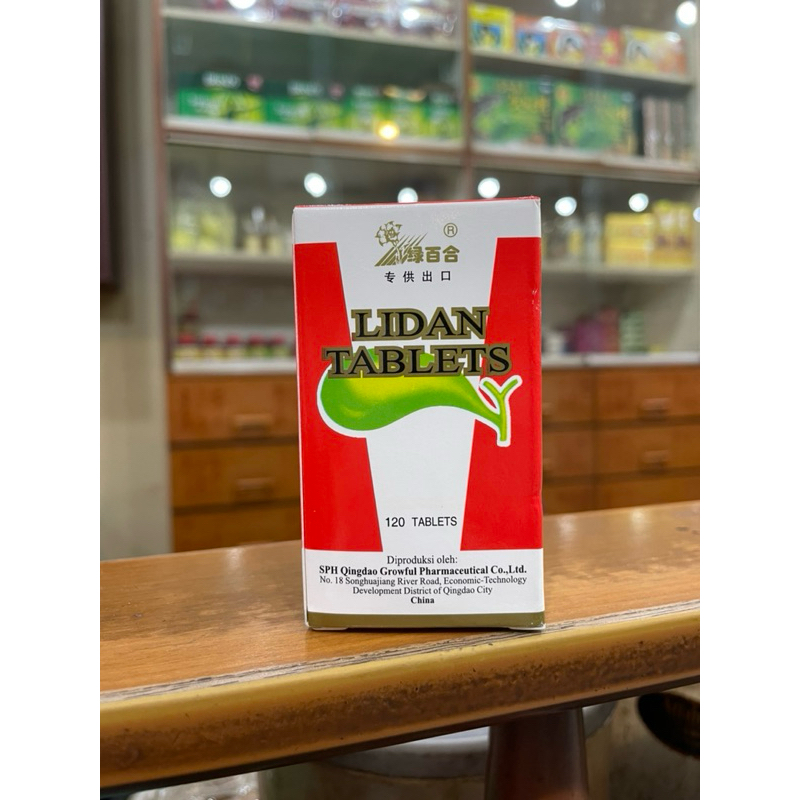 ®
绿百合
专供出口
LIDAN
TABLETS
120 TABLETS
Diproduksi oleh:
SPH Qingdao Growful Pharmaceutical Co.,Ltd.
No. 18 Songhuajiang River Road, Economic-Technology
Development District of Qingdao City
China